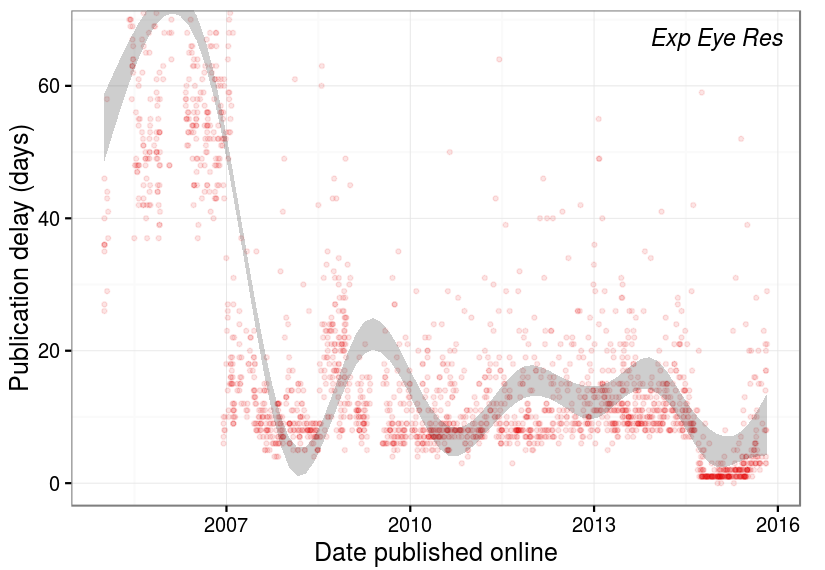 Exp Eye Res
Publication delay (days)
60
40
20
0
2007 2010 2013 2016
Date published online